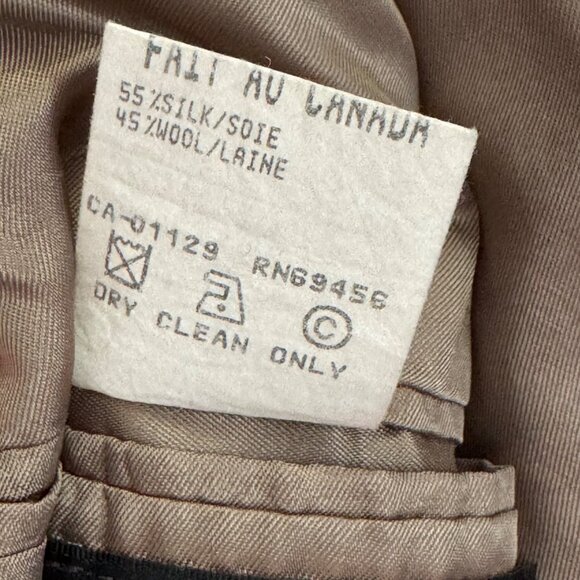 FAIT AU CANADA
55%SILK/SOIE
45%WOOL/LAINE
CA-01129 RN69456
C
DRY CLEAN ONLY